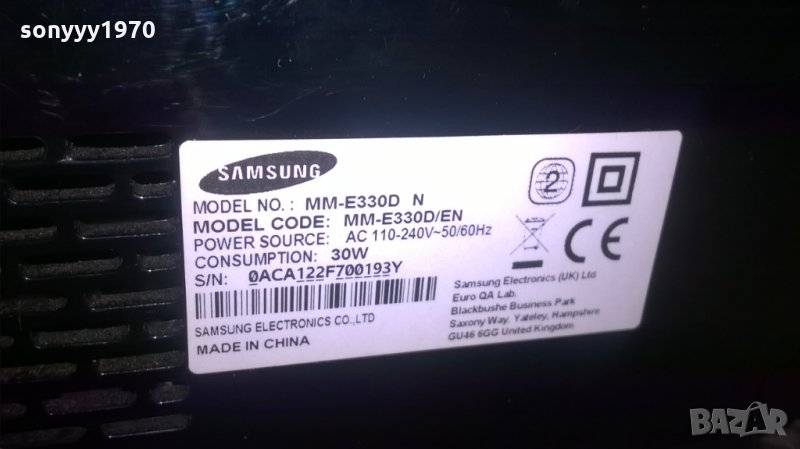 sonyyy1970
SAMSUNG
MODEL NO. : MM-E330D N
MODEL CODE: MM-E330D/EN
POWER SOURCE: AC 110-240V~50/60Hz
CONSUMPTION: 30W
S/N: 0ACA122F700193Y
SAMSUNG ELECTRONICS CO.,LTD
MADE IN CHINA
2
CE
Samsung Electronics (UK) Ltd
Euro QA Lab.
Blackbushe Business Park
Saxony Way, Yateley, Hampshire
GU46 6GG United Kingdom
BAZAR